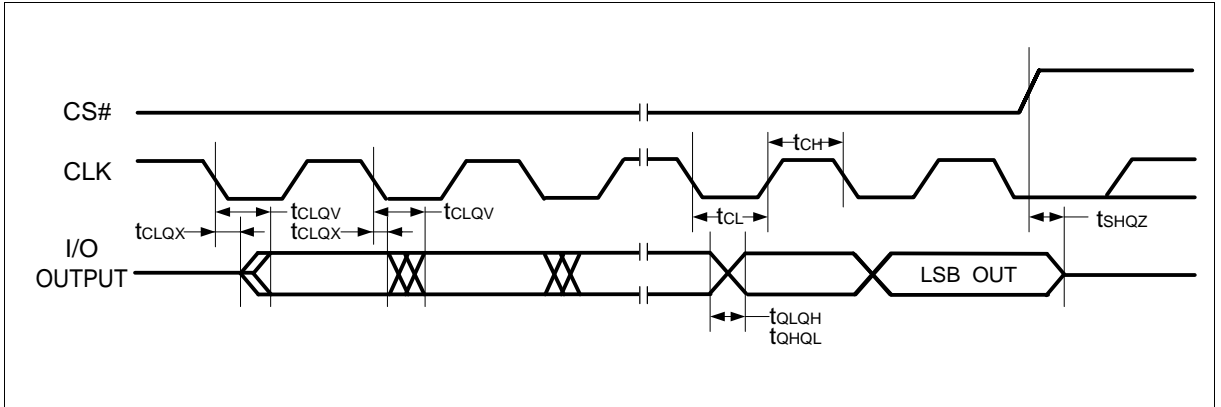 CS#
tCH
CLK
tCLQV
tCLQV
tCL
tSHQZ
tCLQX
tCLQX
I/O
OUTPUT
LSB OUT
tQLQH
tQHQL